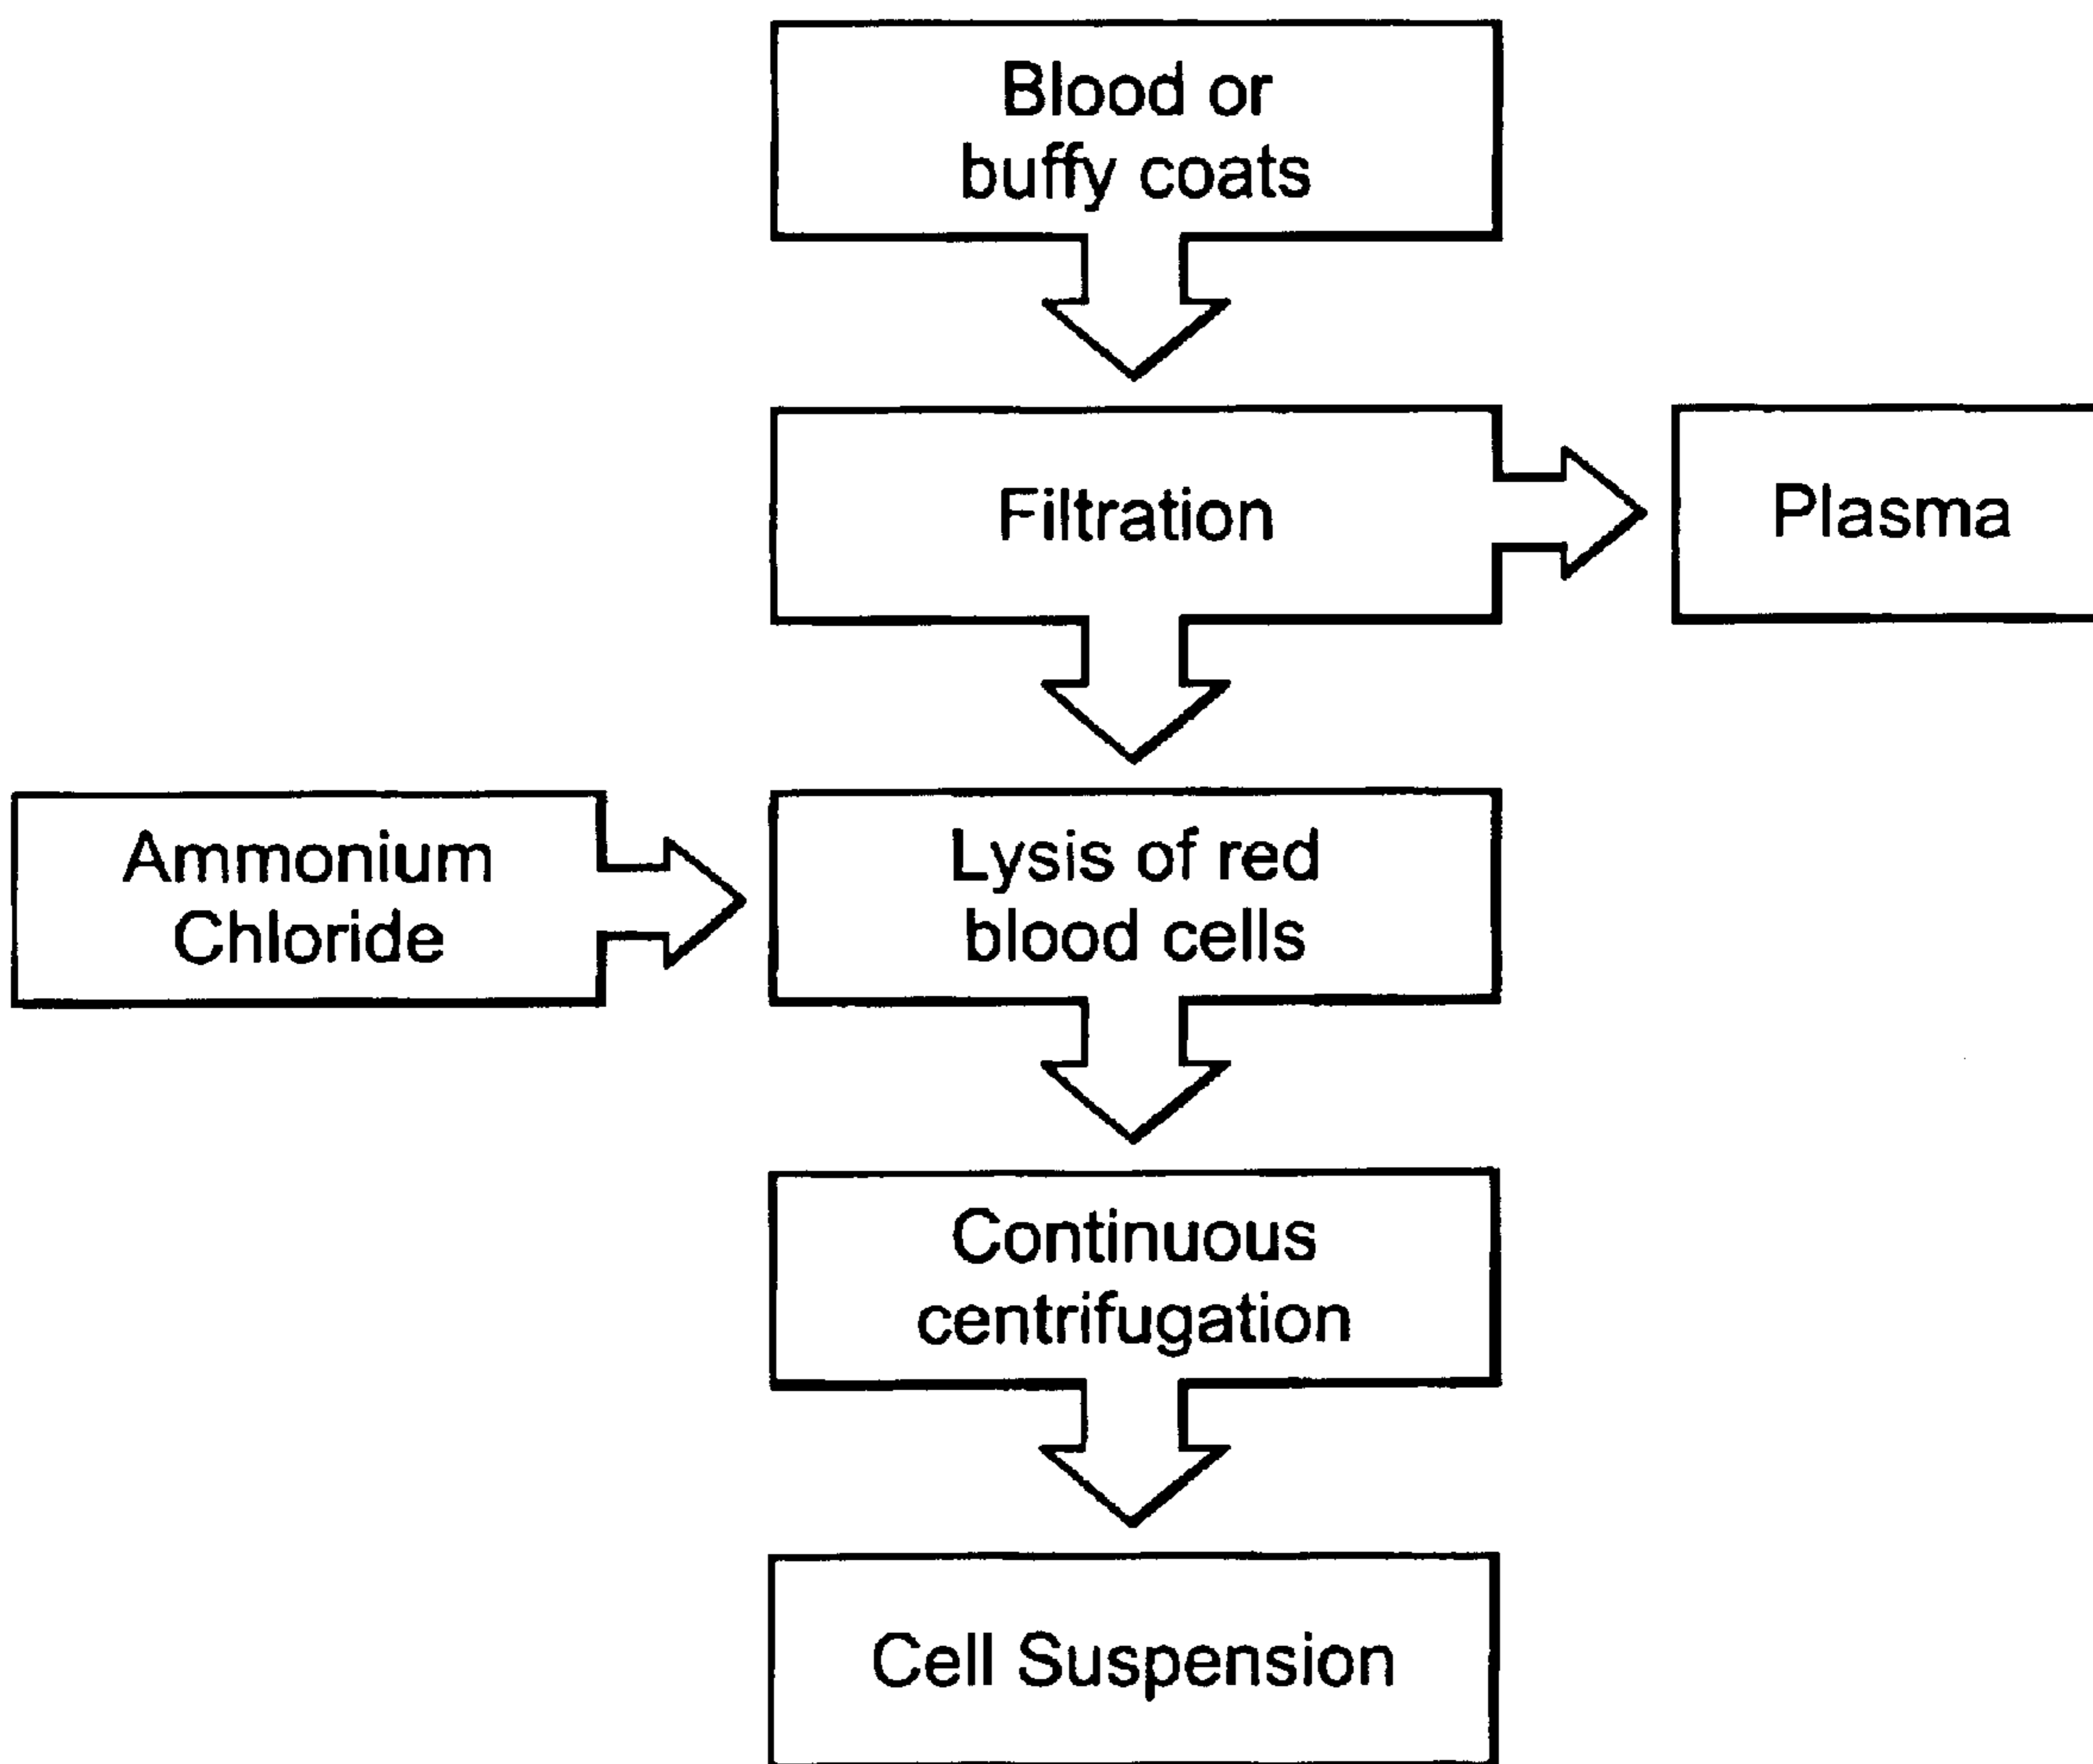 Blood or
buffy coats
Filtration
Plasma
Ammonium
Chloride
Lysis of red
blood cells
Continuous
centrifugation
Cell Suspension